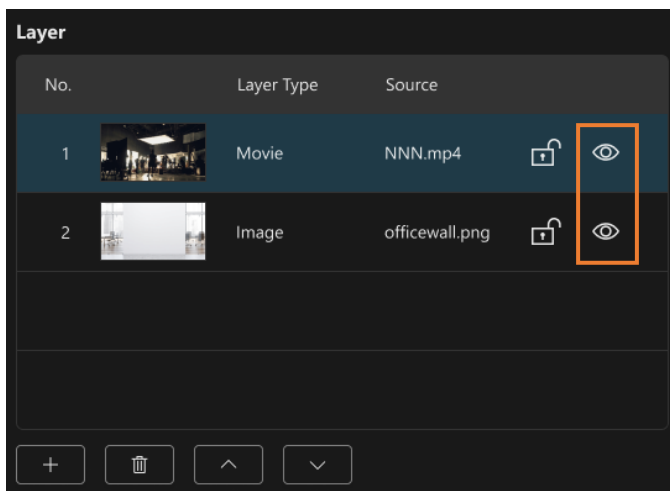 Layer
No. Layer Type Source
1 Movie NNN.mp4
2 Image officewall.png